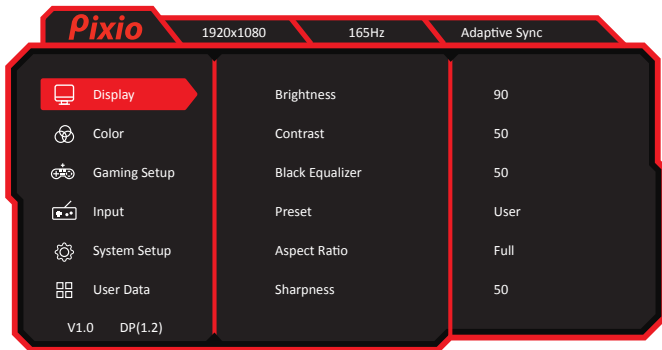 Pixio 1920x1080 165Hz Adaptive Sync
Display Brightness 90
Color Contrast 50
Gaming Setup Black Equalizer 50
Input Preset User
System Setup Aspect Ratio Full
User Data Sharpness 50
V1.0 DP(1.2)